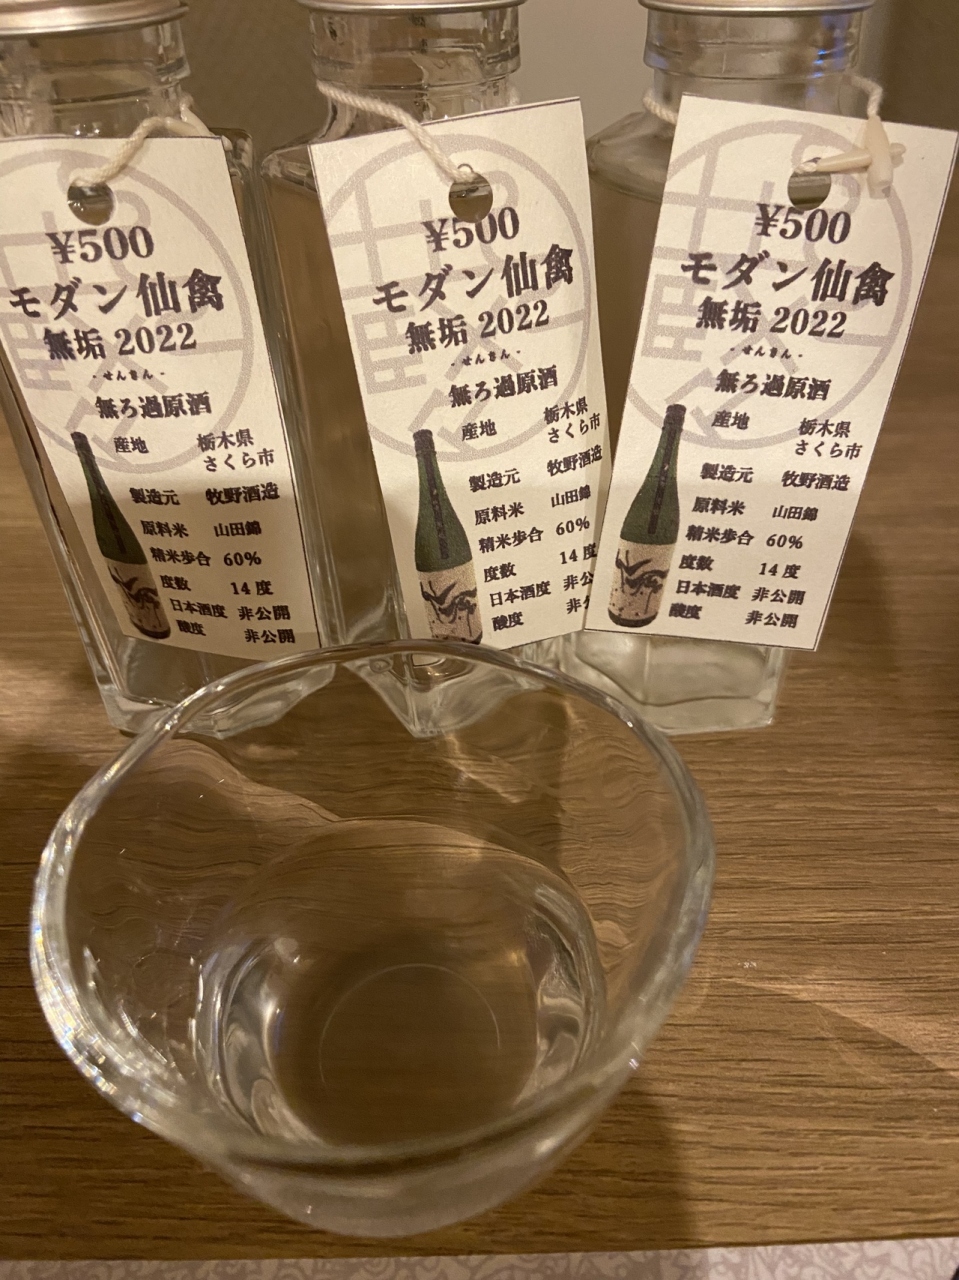 ¥500
モダン仙禽
無垢 2022
- せんきん -
無ろ過原酒
産地 栃木県
さくら市
製造元 牧野酒造
原料米 山田錦
精米歩合 60%
度数 14 度
日本酒度 非公開
酸度 非公開
¥500
モダン仙禽
無垢 2022
- せんきん -
無ろ過原酒
産地 栃木県
さくら市
製造元 牧野酒造
原料米 山田錦
精米歩合 60%
度数 14 度
日本酒度 非公
酸度 非
¥500
モダン仙禽
無垢 2022
- せんきん -
無ろ過原酒
産地 栃木県
さくら市
製造元 牧野酒造
原料米 山田錦
精米歩合 60%
度数 14 度
日本酒度 非公開
酸度 非公開